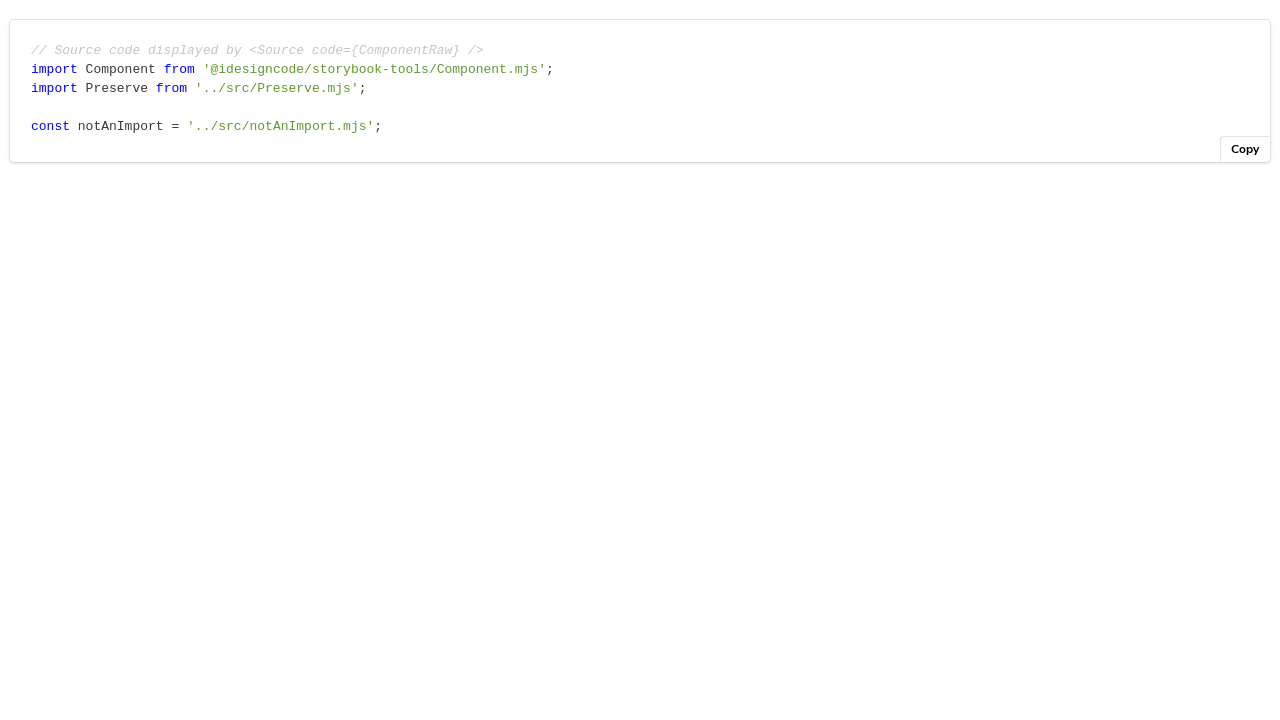 // Source code displayed by <Source code={ComponentRaw} />
import Component from '@idesigncode/storybook-tools/Component.mjs';
import Preserve from '../src/Preserve.mjs';
const notAnImport = '../src/notAnImport.mjs';
Copy